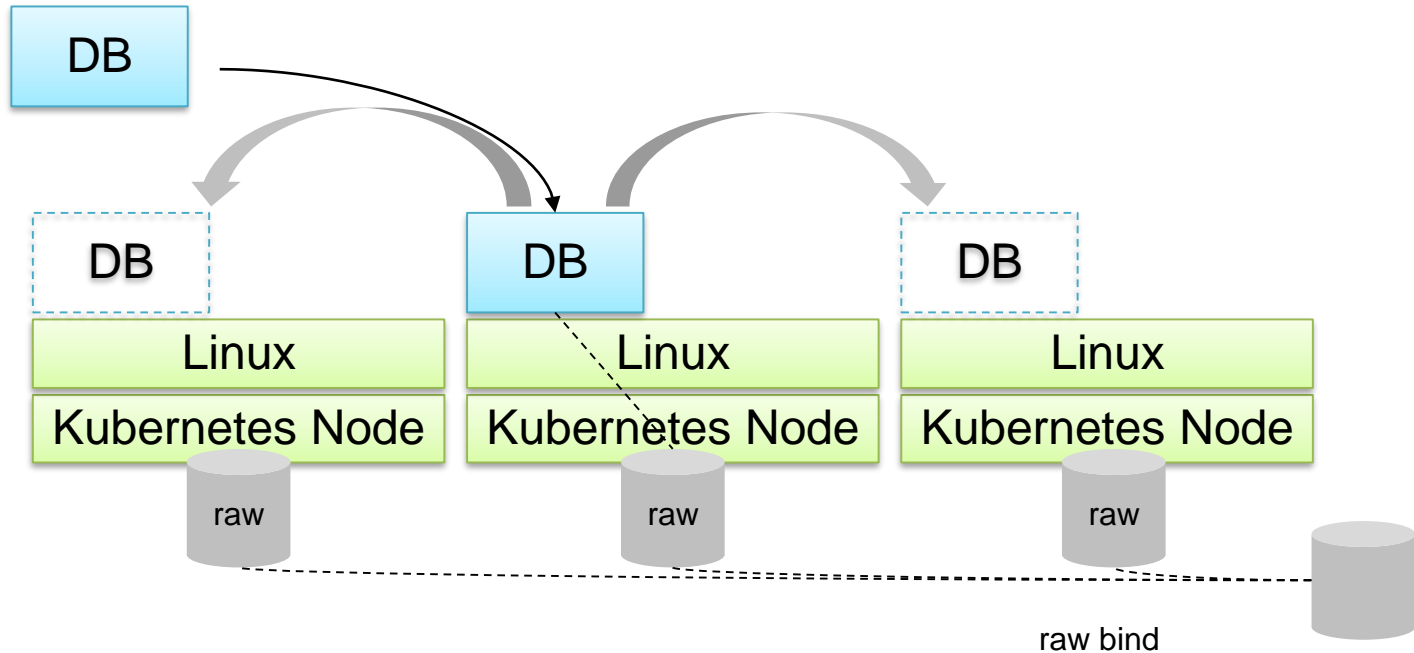 DB
DB
DB
DB
Linux
Linux
Linux
Kubernetes Node
Kubernetes Node
Kubernetes Node
raw
raw
raw
raw bind